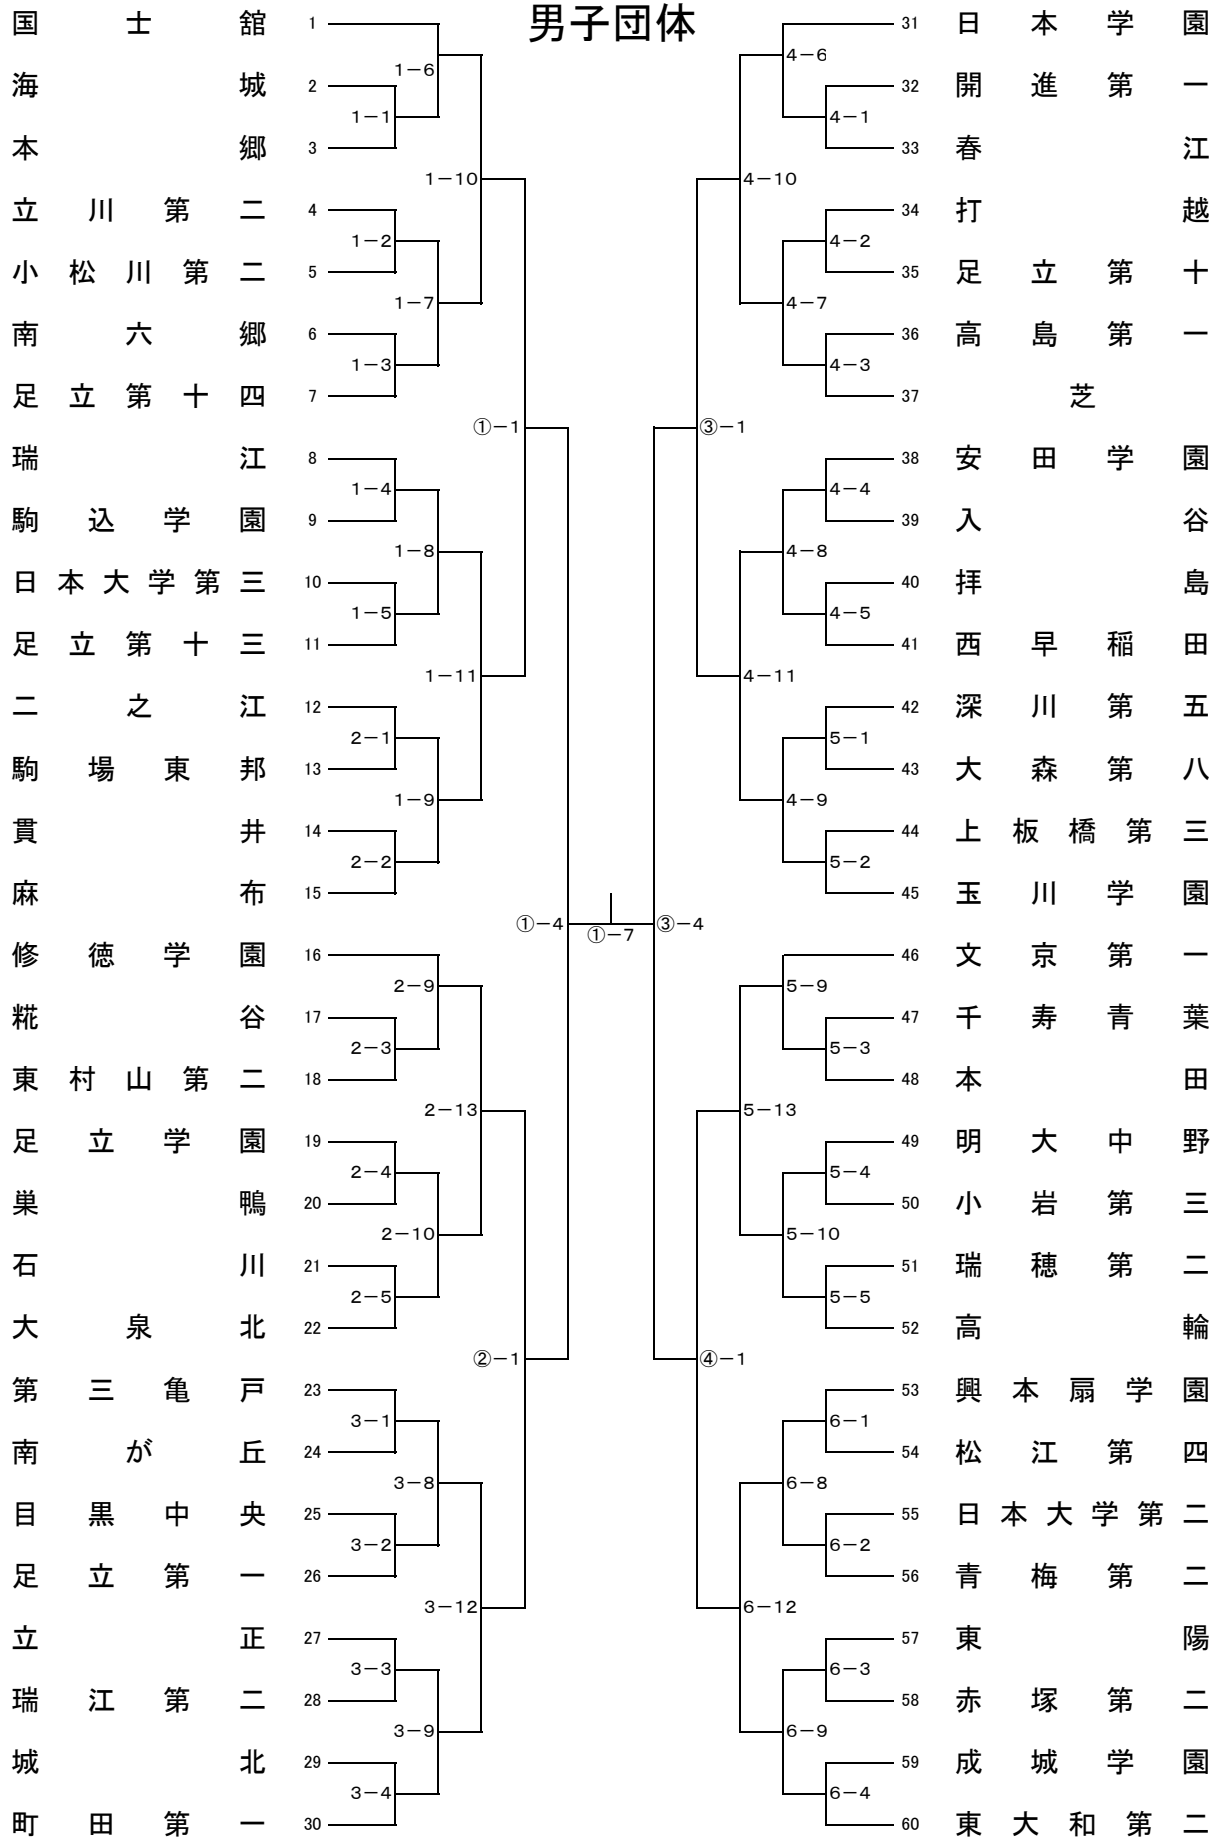 男子団体
国士舘 1
1－6
海城 2
1－1
本郷 3
1－10
立川第二 4
1－2
小松川第二 5
1－7
南六郷 6
1－3
足立第十四 7
①－1
瑞江 8
1－4
駒込学園 9
1－8
日本大学第三 10
1－5
足立第十三 11
1－11
二之江 12
2－1
駒場東邦 13
1－9
貫井 14
2－2
麻布 15
①－4
修徳学園 16
2－9
糀谷 17
2－3
東村山第二 18
2－13
足立学園 19
2－4
巣鴨 20
2－10
石川 21
2－5
大泉北 22
②－1
第三亀戸 23
3－1
南が丘 24
3－8
目黒中央 25
3－2
足立第一 26
3－12
立正 27
3－3
瑞江第二 28
3－9
城北 29
3－4
町田第一 30
①－7
31 日本学園
4－6
32 開進第一
4－1
33 春江
4－10
34 打越
4－2
35 足立第十
4－7
36 高島第一
4－3
37 芝
③－1
38 安田学園
4－4
39 入谷
4－8
40 拝島
4－5
41 西早稲田
4－11
42 深川第五
5－1
43 大森第八
4－9
44 上板橋第三
5－2
45 玉川学園
③－4
46 文京第一
5－9
47 千寿青葉
5－3
48 本田
5－13
49 明大中野
5－4
50 小岩第三
5－10
51 瑞穂第二
5－5
52 高輪
④－1
53 興本扇学園
6－1
54 松江第四
6－8
55 日本大学第二
6－2
56 青梅第二
6－12
57 東陽
6－3
58 赤塚第二
6－9
59 成城学園
6－4
60 東大和第二